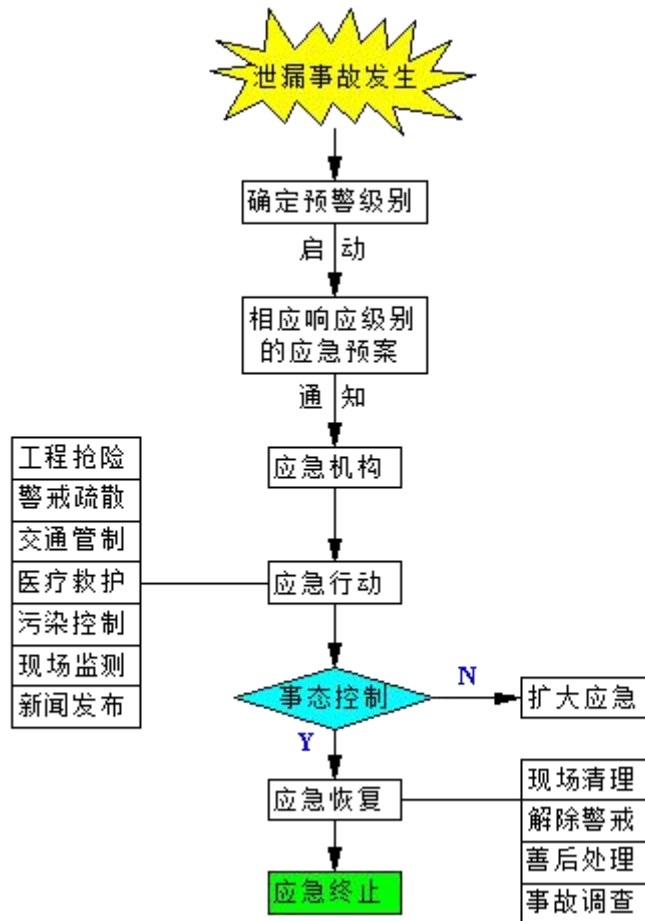 泄漏事故发生
确定预警级别
启 动
相应响应级别
的应急预案
通 知
应急机构
工程抢险
警戒疏散
交通管制
医疗救护
污染控制
现场监测
新闻发布
应急行动
事态控制
N
扩大应急
Y
应急恢复
现场清理
解除警戒
善后处理
事故调查
应急终止